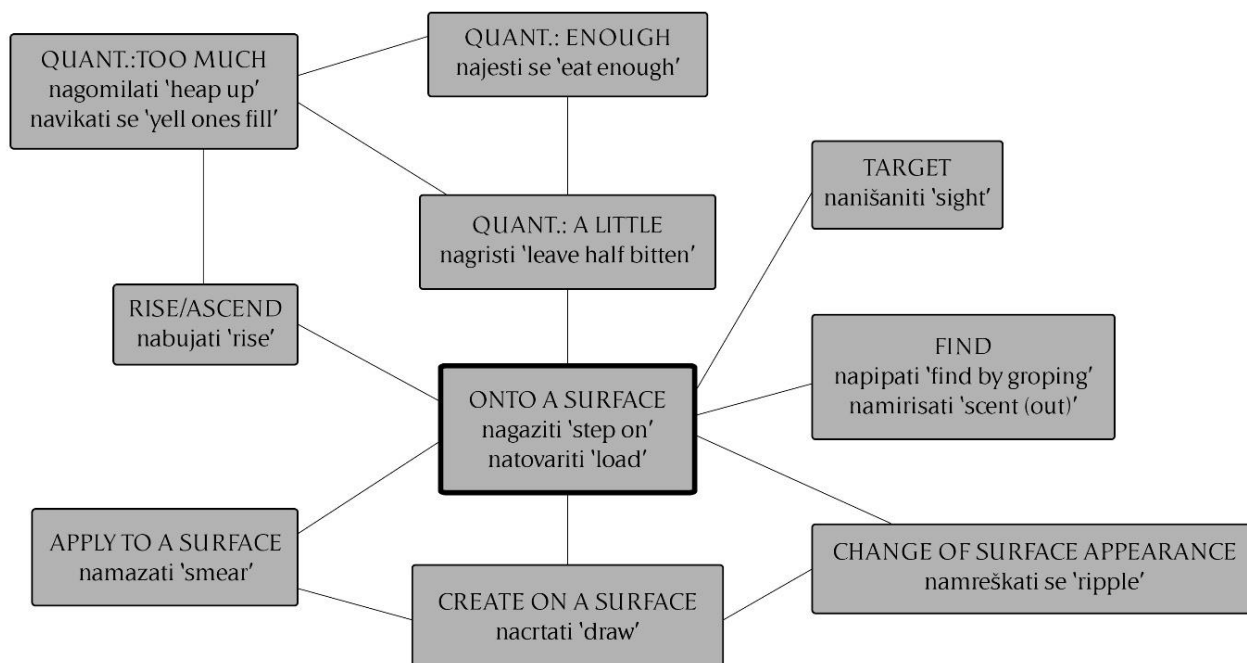 QUANT.:TOO MUCH
nagomilati ‛heap up’
navikati se ‛yell ones fill’
QUANT.: ENOUGH
najesti se ‛eat enough’
TARGET
nanišaniti ‛sight’
QUANT.: A LITTLE
nagristi ‛leave half bitten’
RISE/ASCEND
nabujati ‛rise’
FIND
napipati ‛find by groping’
namirisati ‛scent (out)’
ONTO A SURFACE
nagaziti ‛step on’
natovariti ‛load’
APPLY TO A SURFACE
namazati ‛smear’
CHANGE OF SURFACE APPEARANCE
namreškati se ‛ripple’
CREATE ON A SURFACE
nacrtati ‛draw’